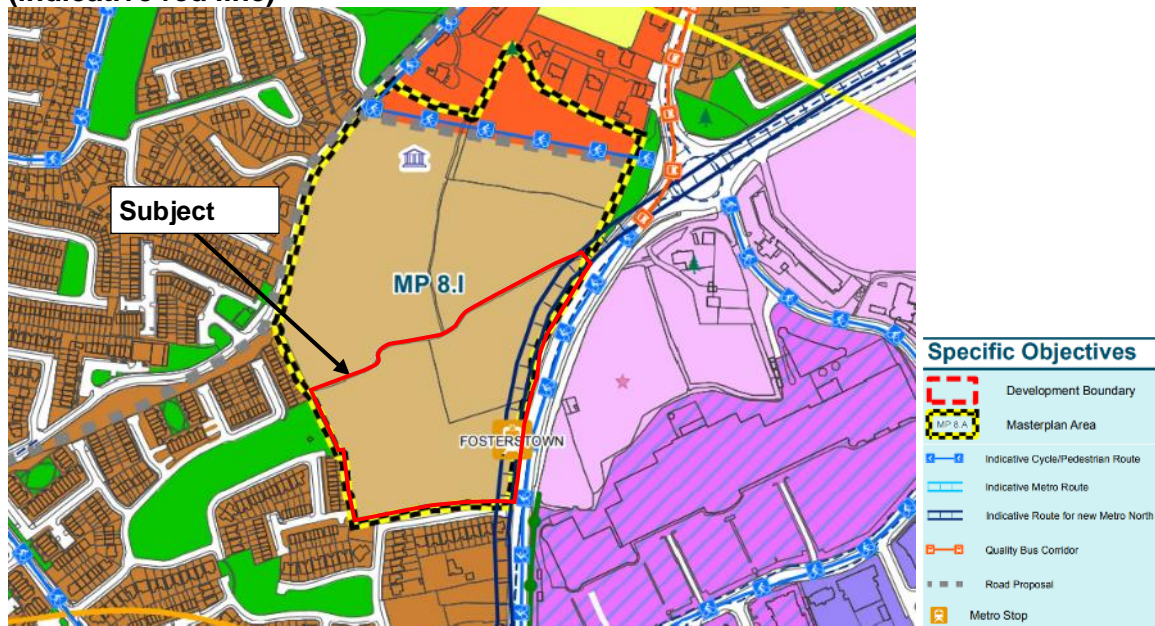 (Indicative red line)
Subject
MP 8.I
FOSTERSTOWN
Specific Objectives
Development Boundary
MP 8.A
Masterplan Area
Indicative Cycle/Pedestrian Route
Indicative Metro Route
Indicative Route for new Metro North
Quality Bus Corridor
Road Proposal
Metro Stop